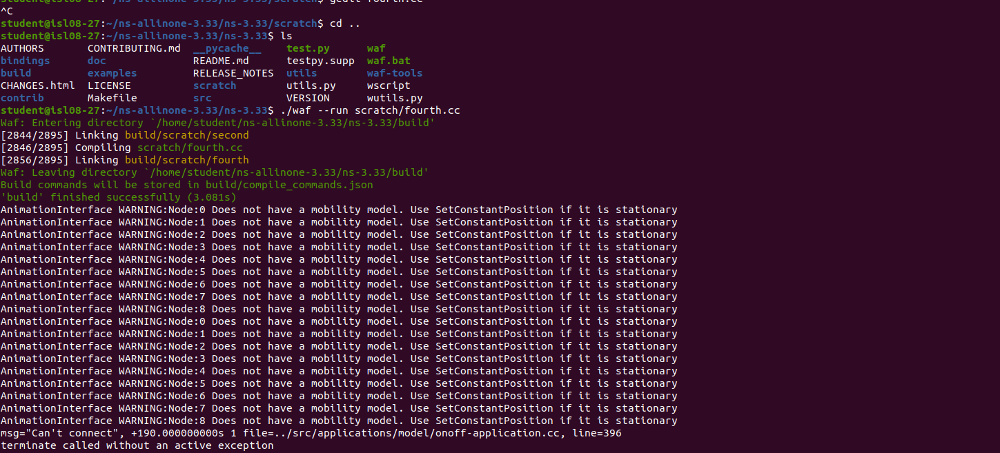 student@isl08-27:~/ns-allinone-3.33/ns-3.33/scratch$ gedit fourth.cc
^C
student@isl08-27:~/ns-allinone-3.33/ns-3.33/scratch$ cd ..
student@isl08-27:~/ns-allinone-3.33/ns-3.33$ ls
AUTHORS CONTRIBUTING.md __pycache__ test.py waf
bindings doc README.md testpy.supp waf.bat
build examples RELEASE_NOTES utils waf-tools
CHANGES.html LICENSE scratch utils.py wscript
contrib Makefile src VERSION wutils.py
student@isl08-27:~/ns-allinone-3.33/ns-3.33$ ./waf --run scratch/fourth.cc
Waf: Entering directory `/home/student/ns-allinone-3.33/ns-3.33/build'
[2844/2895] Linking build/scratch/second
[2846/2895] Compiling scratch/fourth.cc
[2856/2895] Linking build/scratch/fourth
Waf: Leaving directory `/home/student/ns-allinone-3.33/ns-3.33/build'
Build commands will be stored in build/compile_commands.json
'build' finished successfully (3.081s)
AnimationInterface WARNING:Node:0 Does not have a mobility model. Use SetConstantPosition if it is stationary
AnimationInterface WARNING:Node:1 Does not have a mobility model. Use SetConstantPosition if it is stationary
AnimationInterface WARNING:Node:2 Does not have a mobility model. Use SetConstantPosition if it is stationary
AnimationInterface WARNING:Node:3 Does not have a mobility model. Use SetConstantPosition if it is stationary
AnimationInterface WARNING:Node:4 Does not have a mobility model. Use SetConstantPosition if it is stationary
AnimationInterface WARNING:Node:5 Does not have a mobility model. Use SetConstantPosition if it is stationary
AnimationInterface WARNING:Node:6 Does not have a mobility model. Use SetConstantPosition if it is stationary
AnimationInterface WARNING:Node:7 Does not have a mobility model. Use SetConstantPosition if it is stationary
AnimationInterface WARNING:Node:8 Does not have a mobility model. Use SetConstantPosition if it is stationary
AnimationInterface WARNING:Node:0 Does not have a mobility model. Use SetConstantPosition if it is stationary
AnimationInterface WARNING:Node:1 Does not have a mobility model. Use SetConstantPosition if it is stationary
AnimationInterface WARNING:Node:2 Does not have a mobility model. Use SetConstantPosition if it is stationary
AnimationInterface WARNING:Node:3 Does not have a mobility model. Use SetConstantPosition if it is stationary
AnimationInterface WARNING:Node:4 Does not have a mobility model. Use SetConstantPosition if it is stationary
AnimationInterface WARNING:Node:5 Does not have a mobility model. Use SetConstantPosition if it is stationary
AnimationInterface WARNING:Node:6 Does not have a mobility model. Use SetConstantPosition if it is stationary
AnimationInterface WARNING:Node:7 Does not have a mobility model. Use SetConstantPosition if it is stationary
AnimationInterface WARNING:Node:8 Does not have a mobility model. Use SetConstantPosition if it is stationary
msg="Can't connect", +190.000000000s 1 file=../src/applications/model/onoff-application.cc, line=396
terminate called without an active exception